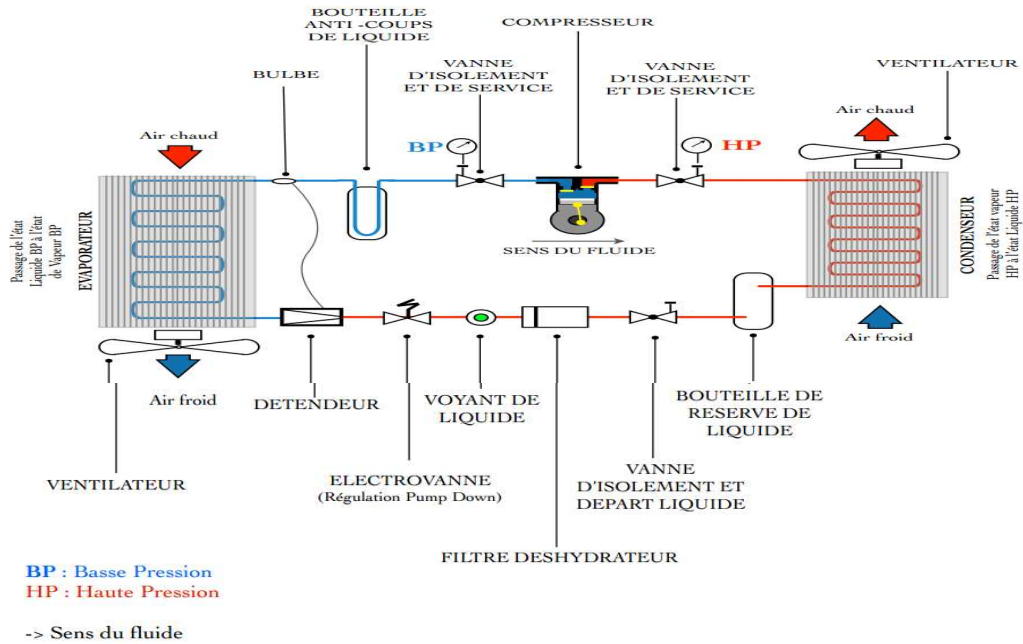 BOUTEILLE
ANTI -COUPS
DE LIQUIDE
COMPRESSEUR
BULBE
VANNE
D'ISOLEMENT
ET DE SERVICE
VANNE
D'ISOLEMENT
ET DE SERVICE
VENTILATEUR
Air chaud
Air chaud
BP
HP
Passage de l'état
Liquide BP à l'état
de Vapeur BP
EVAPORATEUR
SENS DU FLUIDE
CONDENSEUR
Passage de l'état vapeur
HP à l'état Liquide HP
Air froid
Air froid
DETENDEUR
VOYANT DE
LIQUIDE
BOUTEILLE DE
RESERVE DE
LIQUIDE
VENTILATEUR
ELECTROVANNE
(Régulation Pump Down)
VANNE
D'ISOLEMENT ET
DEPART LIQUIDE
FILTRE DESHYDRATEUR
BP : Basse Pression
HP : Haute Pression
-> Sens du fluide